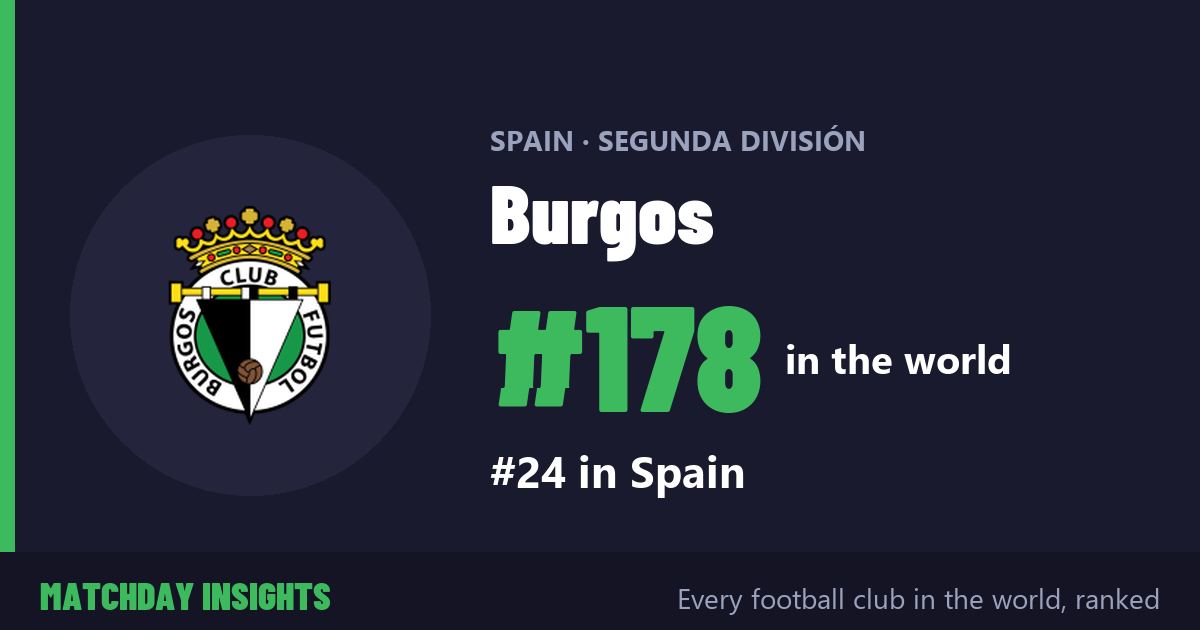 SPAIN · SEGUNDA DIVISIÓN
Burgos
CLUB
BURGOS
FUTBOL
#178 in the world
#24 in Spain
MATCHDAY INSIGHTS
Every football club in the world, ranked